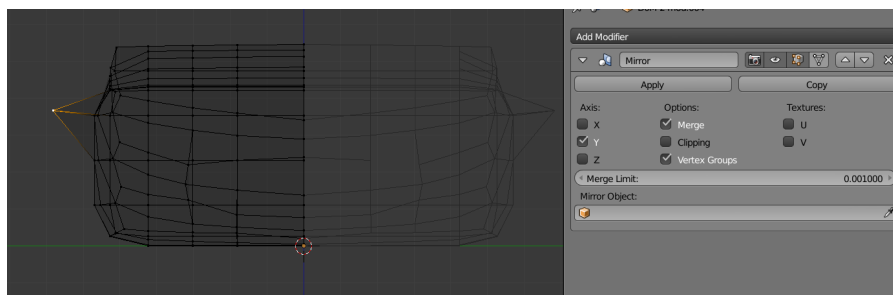 Add Modifier
Mirror
Apply Copy
Axis: Options: Textures:
X Merge U
Y Clipping V
Z Vertex Groups
Merge Limit: 0.001000
Mirror Object: